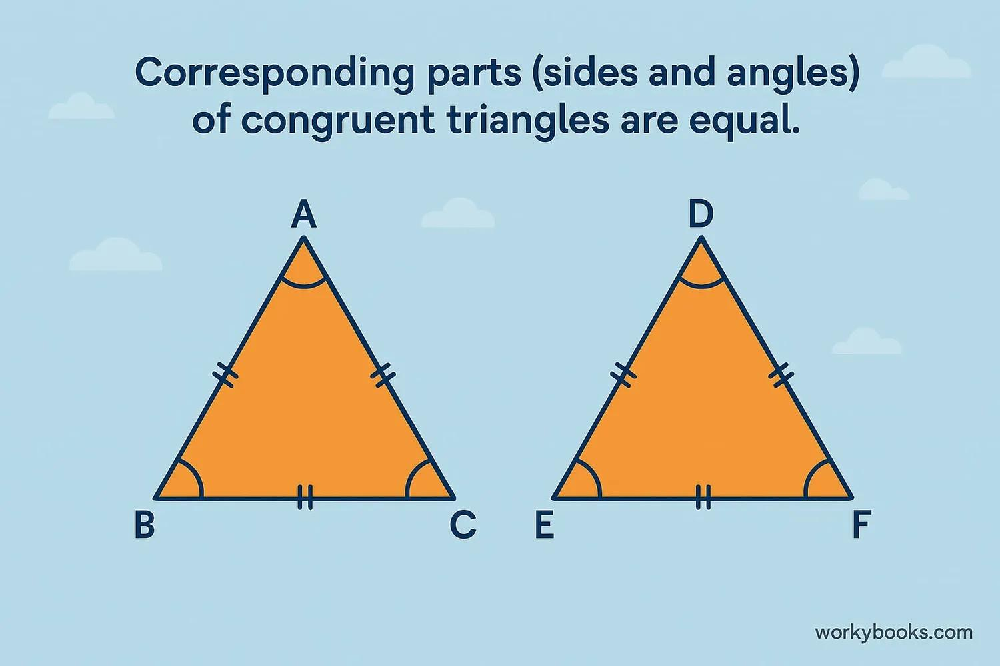 Corresponding parts (sides and angles)
of congruent triangles are equal.
A
D
B
C
E
F
workybooks.com